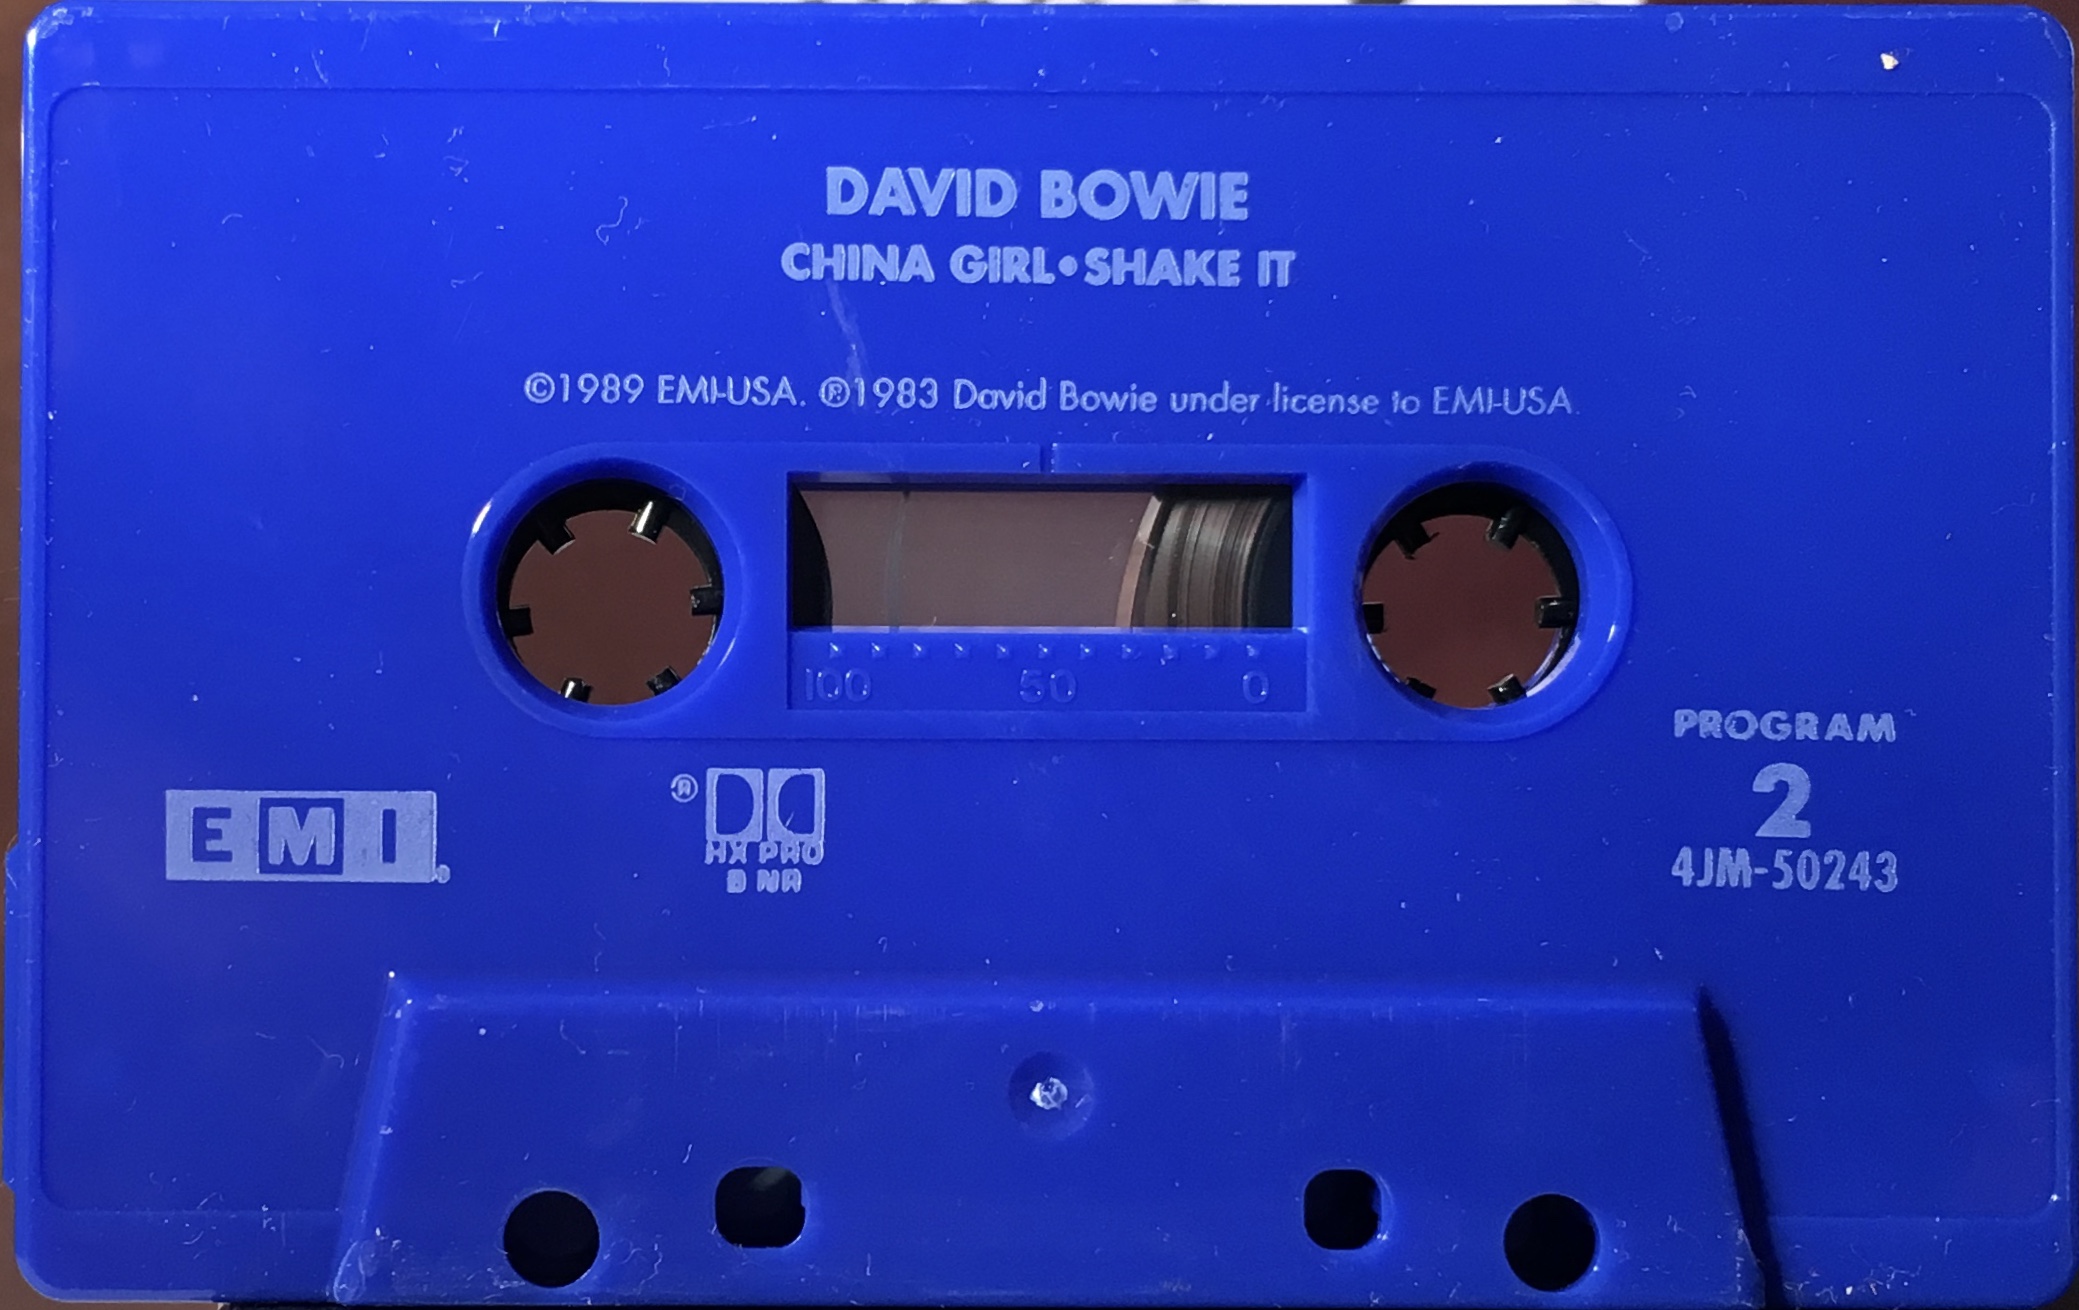 DAVID BOWIE
CHINA GIRL•SHAKE IT
©1989 EMI-USA. ℗1983 David Bowie under license to EMI-USA.
100 50 0
PROGRAM
2
4JM-50243
EMI
®
HX PRO
B NR